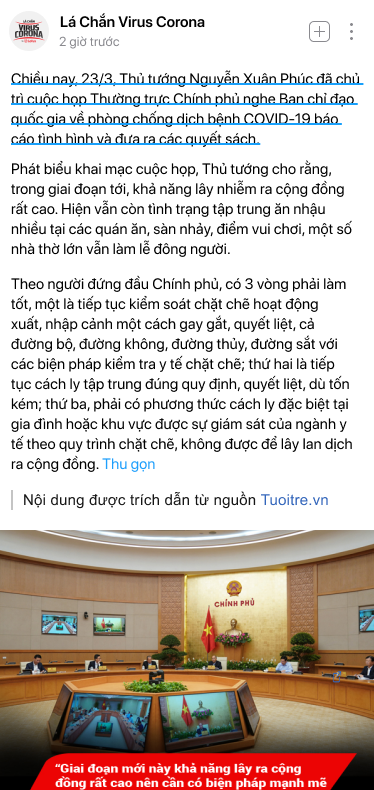 LÁ CHẮN
VIRUS
CORONA
Lá Chắn Virus Corona
2 giờ trước
Chiều nay, 23/3, Thủ tướng Nguyễn Xuân Phúc đã chủ
trì cuộc họp Thường trực Chính phủ nghe Ban chỉ đạo
quốc gia về phòng chống dịch bệnh COVID-19 báo
cáo tình hình và đưa ra các quyết sách.
Phát biểu khai mạc cuộc họp, Thủ tướng cho rằng,
trong giai đoạn tới, khả năng lây nhiễm ra cộng đồng
rất cao. Hiện vẫn còn tình trạng tập trung ăn nhậu
nhiều tại các quán ăn, sàn nhảy, điểm vui chơi, một số
nhà thờ lớn vẫn làm lễ đông người.
Theo người đứng đầu Chính phủ, có 3 vòng phải làm
tốt, một là tiếp tục kiểm soát chặt chẽ hoạt động
xuất, nhập cảnh một cách gay gắt, quyết liệt, cả
đường bộ, đường không, đường thủy, đường sắt với
các biện pháp kiểm tra y tế chặt chẽ; thứ hai là tiếp
tục cách ly tập trung đúng quy định, quyết liệt, dù tốn
kém; thứ ba, phải có phương thức cách ly đặc biệt tại
gia đình hoặc khu vực được sự giám sát của ngành y
tế theo quy trình chặt chẽ, không được để lây lan dịch
ra cộng đồng. Thu gọn
Nội dung được trích dẫn từ nguồn Tuoitre.vn
CHÍNH PHỦ
“Giai đoạn mới này khả năng lây ra cộng
đồng rất cao nên cần có biện pháp mạnh mẽ